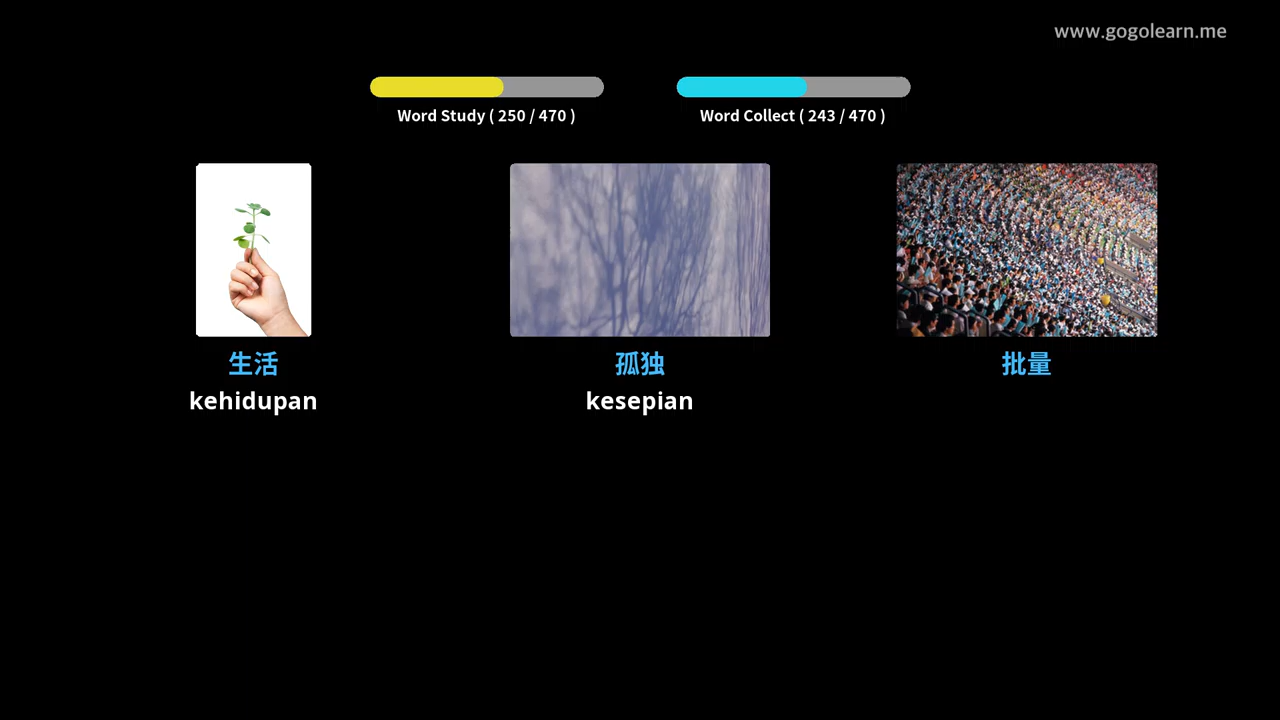 www.gogolearn.me
Word Study ( 250 / 470 )
Word Collect ( 243 / 470 )
生活
kehidupan
孤独
kesepian
批量